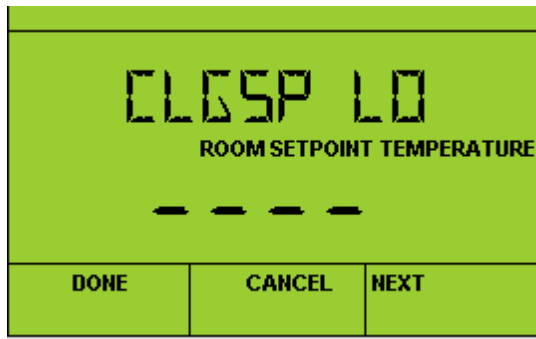 CLGSP LO
ROOM SETPOINT TEMPERATURE
- - - -
DONE CANCEL NEXT